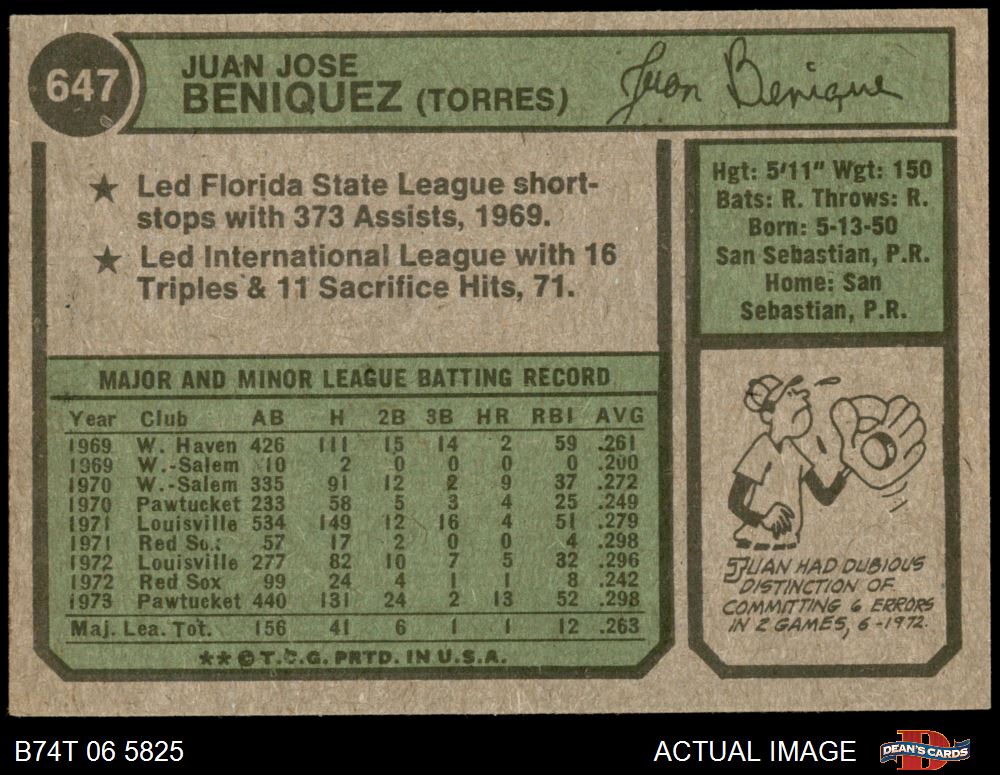 647
JUAN JOSE
BENIQUEZ (TORRES)
Juan Beniquez
★ Led Florida State League short-
stops with 373 Assists, 1969.
★ Led International League with 16
Triples & 11 Sacrifice Hits, 71.
Hgt: 5'11" Wgt: 150
Bats: R. Throws: R.
Born: 5-13-50
San Sebastian, P.R.
Home: San
Sebastian, P.R.
MAJOR AND MINOR LEAGUE BATTING RECORD
Year Club AB H 2B 3B HR RBI AVG
1969 W. Haven 426 111 15 14 2 59 .261
1969 W.-Salem 10 2 0 0 0 0 .200
1970 W.-Salem 335 91 12 2 9 37 .272
1970 Pawtucket 233 58 5 3 4 25 .249
1971 Louisville 534 149 12 16 4 51 .279
1971 Red Sox 57 17 2 0 0 4 .298
1972 Louisville 277 82 10 7 5 32 .296
1972 Red Sox 99 24 4 1 1 8 .242
1973 Pawtucket 440 131 24 2 13 52 .298
Maj. Lea. Tot. 156 41 6 1 1 12 .263
★★ © T.C.G. PRTD. IN U.S.A.
JUAN HAD DUBIOUS
DISTINCTION OF
COMMITTING 6 ERRORS
IN 2 GAMES, 6-1972.
B74T 06 5825
ACTUAL IMAGE
D
DEAN'S CARDS